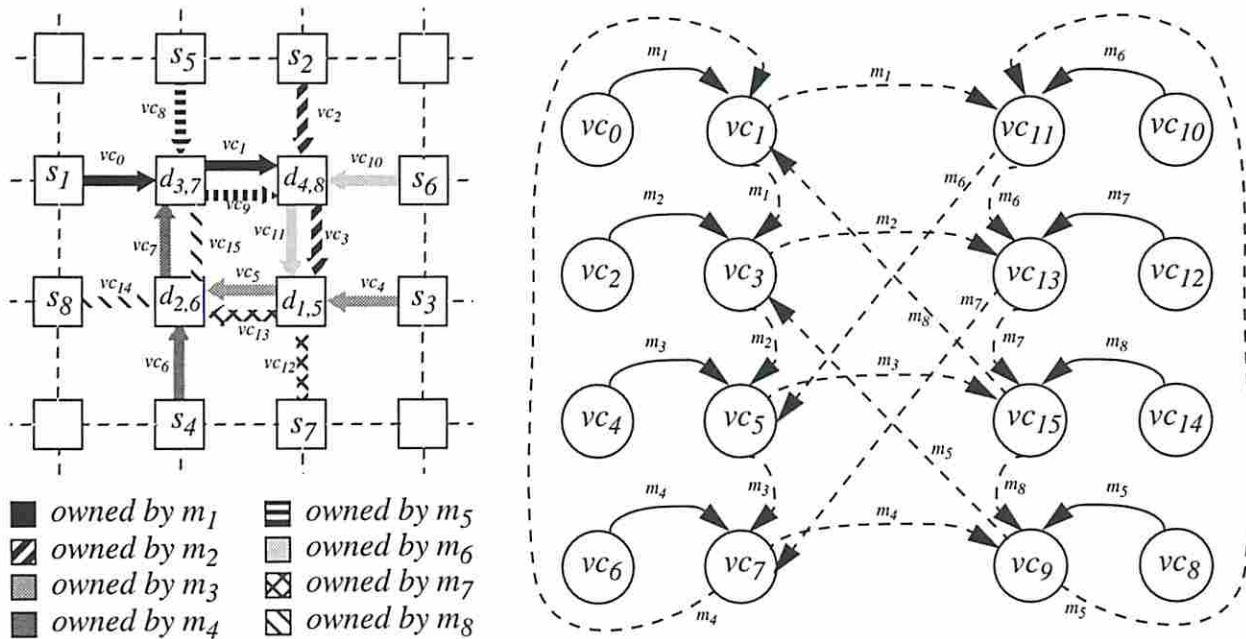 s5 s2
vc8 vc2
vc0 vc1 vc10
s1 d3,7 d4,8 s6
vc9
vc7 vc15 vc11 vc3
vc14 vc5 vc4
s8 d2,6 d1,5 s3
vc13
vc6 vc12
s4 s7
owned by m1
owned by m2
owned by m3
owned by m4
owned by m5
owned by m6
owned by m7
owned by m8
m1 m1 m6
vc0 vc1 vc11 vc10
m1 m6 m6
m2 m2 m7
vc2 vc3 vc13 vc12
m2 m8 m7 m7
m3 m3 m8
vc4 vc5 vc15 vc14
m3 m5 m8
m4 m4 m5
vc6 vc7 vc9 vc8
m4 m5